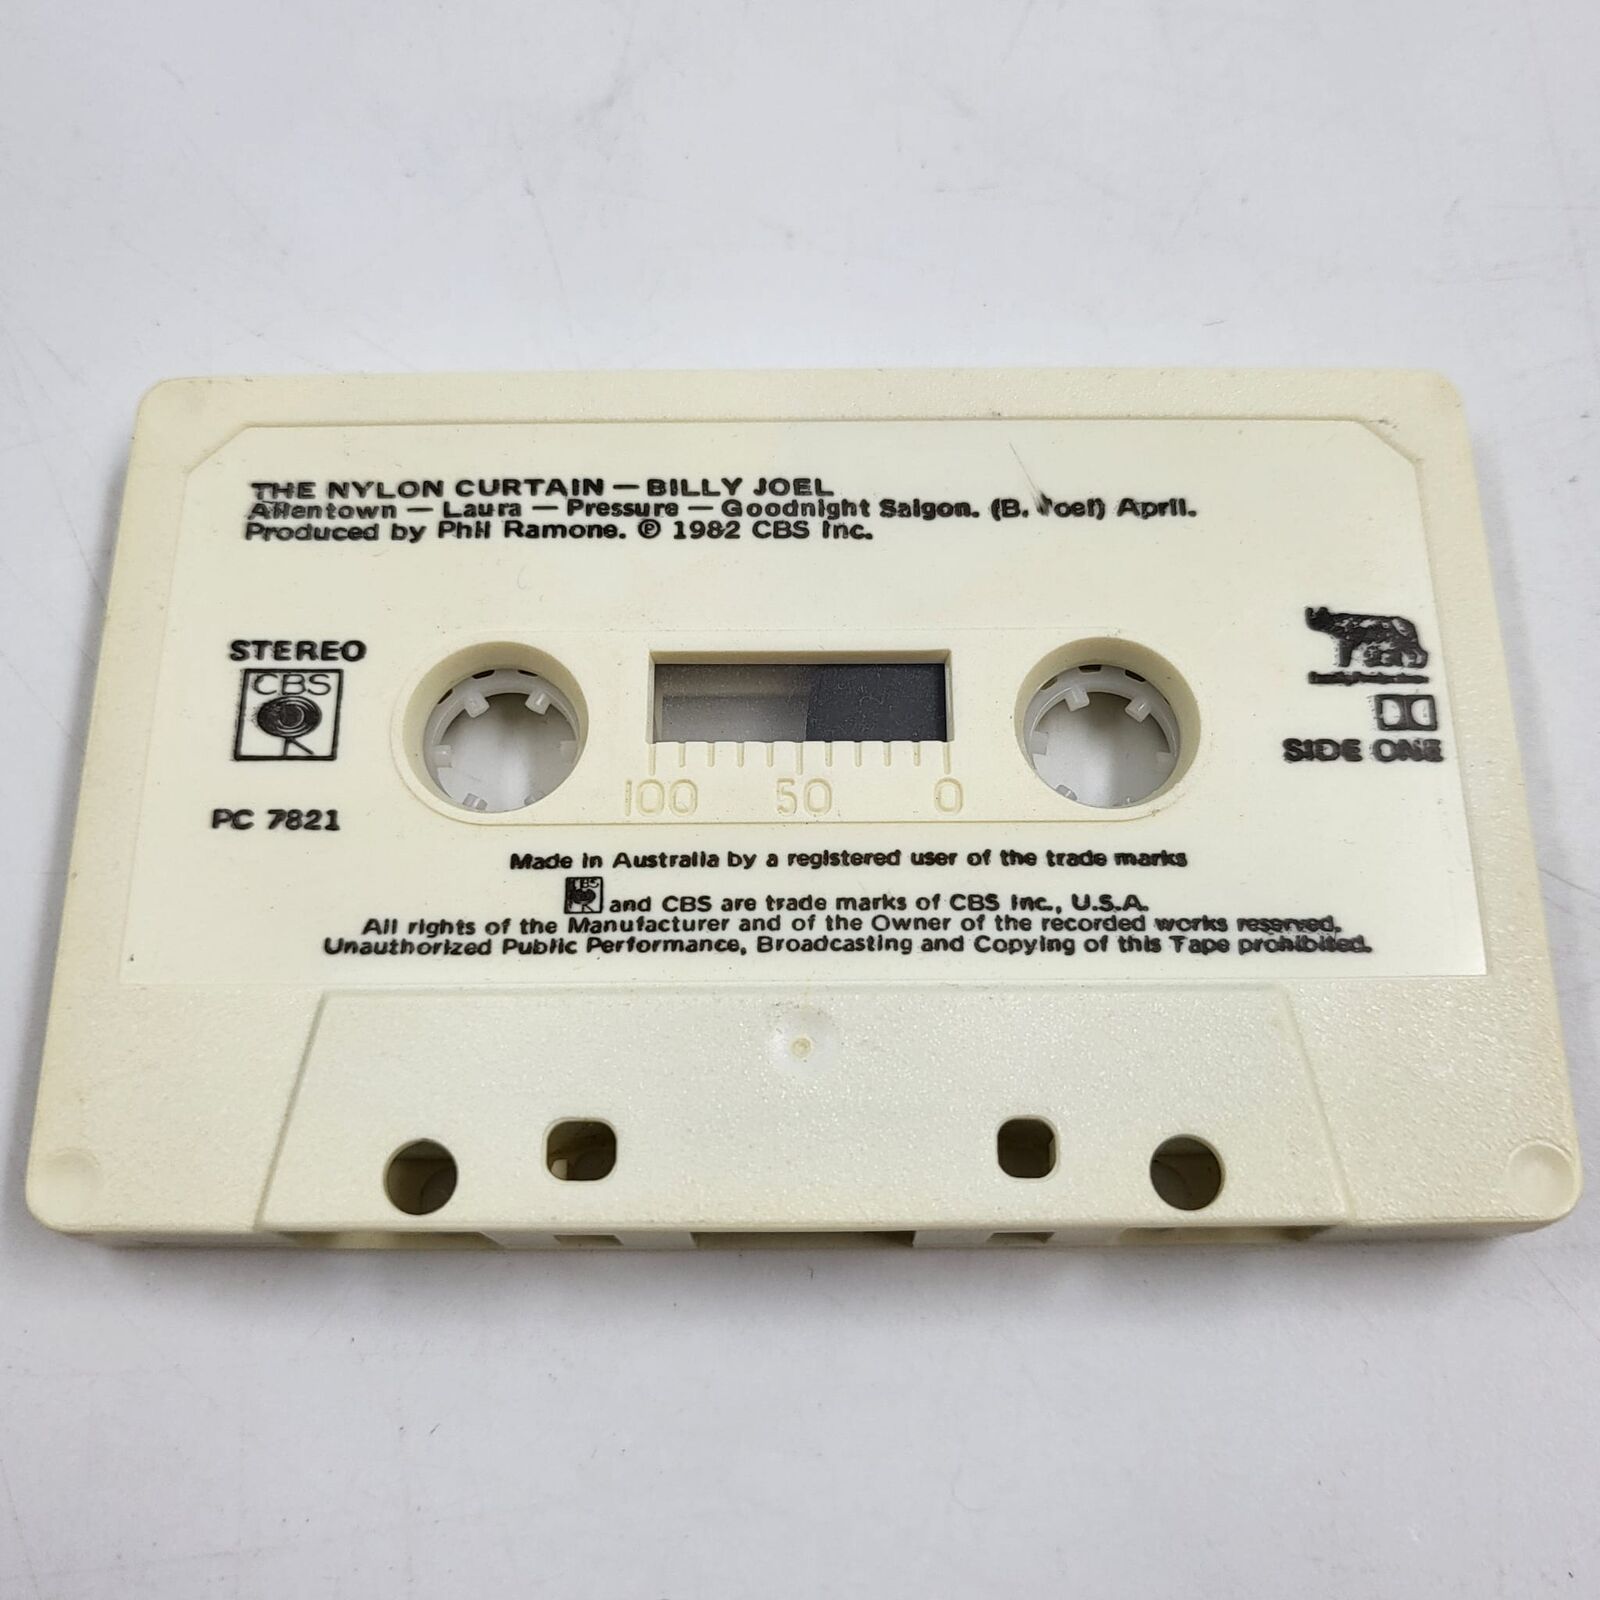 THE NYLON CURTAIN — BILLY JOEL
Allentown — Laura — Pressure — Goodnight Saigon. (B. Joel) April.
Produced by Phil Ramone. ℗ 1982 CBS Inc.
STEREO
CBS
PC 7821
100 50 0
SIDE ONE
Made in Australia by a registered user of the trade marks
CBS and CBS are trade marks of CBS Inc., U.S.A.
All rights of the Manufacturer and of the Owner of the recorded works reserved.
Unauthorized Public Performance, Broadcasting and Copying of this Tape prohibited.